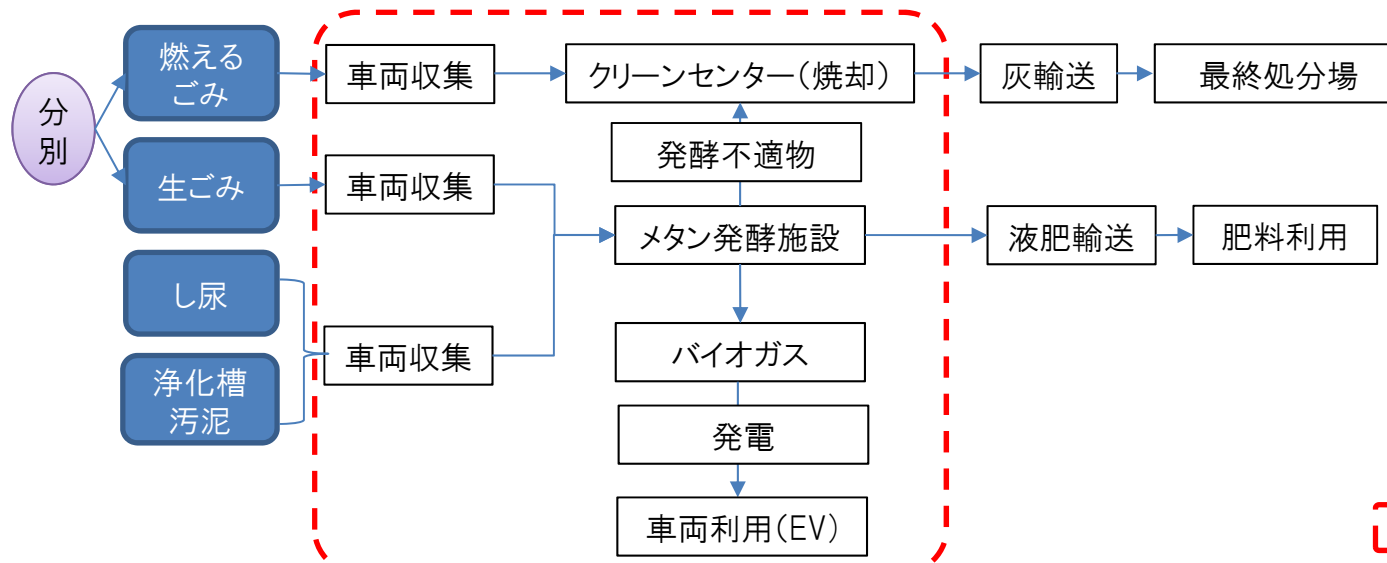 分
別
燃える
ごみ
車両収集
クリーンセンター（焼却）
灰輸送
最終処分場
発酵不適物
生ごみ
車両収集
メタン発酵施設
液肥輸送
肥料利用
し尿
車両収集
浄化槽
汚泥
バイオガス
発電
車両利用（EV）